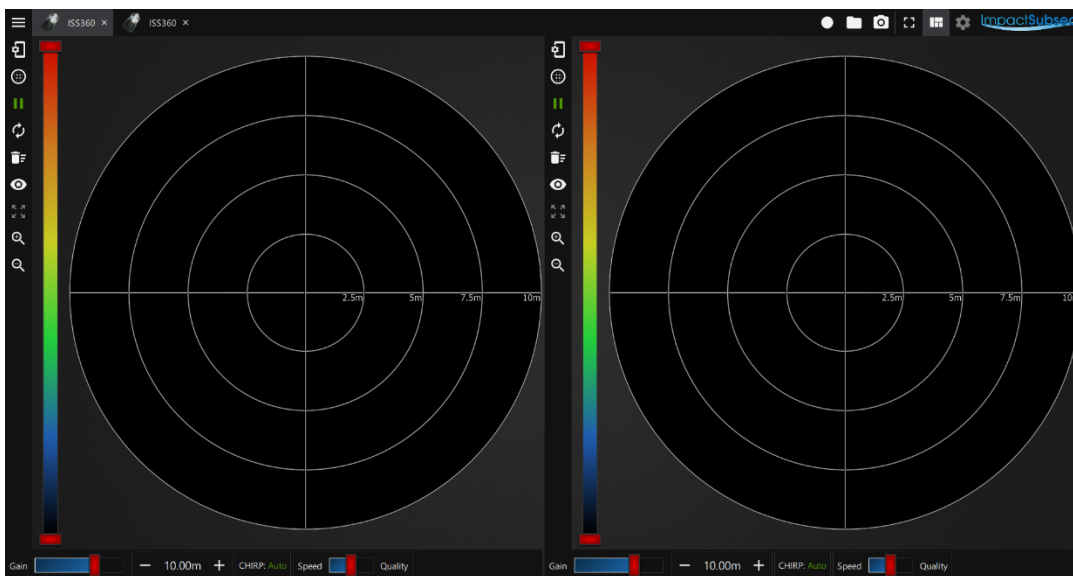 ISS360 × ISS360 × ImpactSubsea
2.5m 5m 7.5m 10m
2.5m 5m 7.5m 10
Gain 10.00m CHIRP: Auto Speed Quality
Gain 10.00m CHIRP: Auto Speed Quality